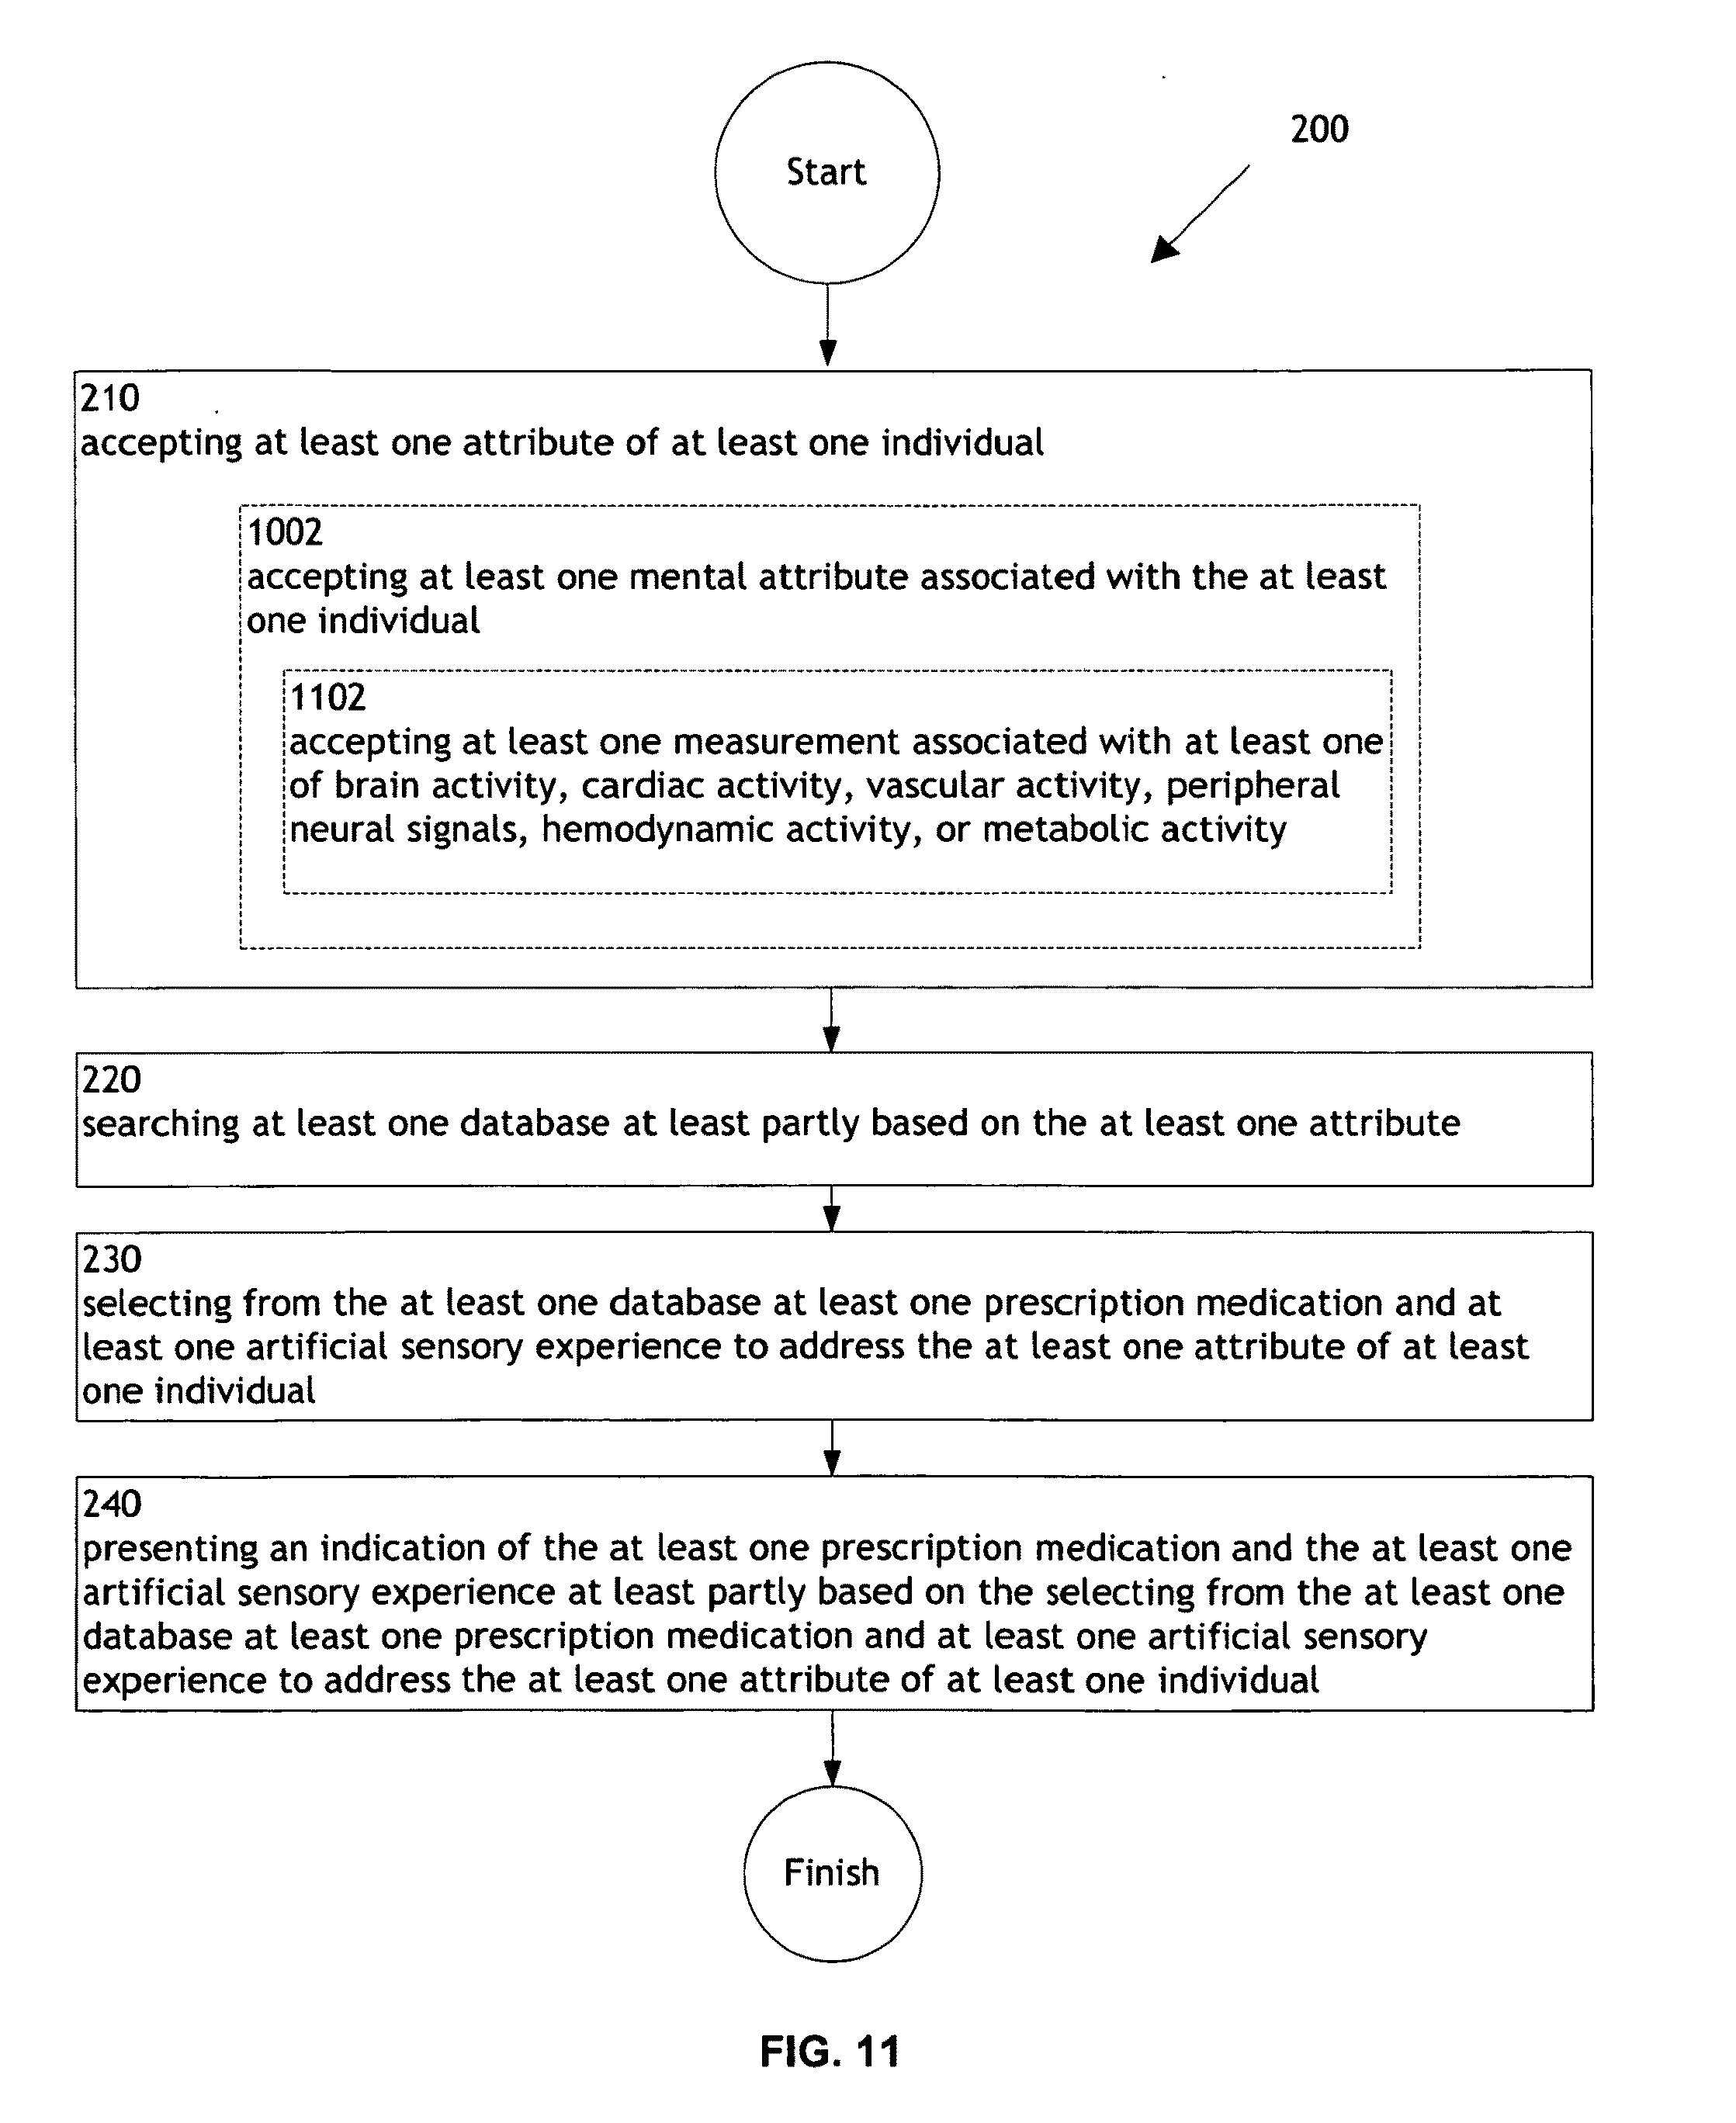 Start
200
210
accepting at least one attribute of at least one individual
1002
accepting at least one mental attribute associated with the at least
one individual
1102
accepting at least one measurement associated with at least one
of brain activity, cardiac activity, vascular activity, peripheral
neural signals, hemodynamic activity, or metabolic activity
220
searching at least one database at least partly based on the at least one attribute
230
selecting from the at least one database at least one prescription medication and at
least one artificial sensory experience to address the at least one attribute of at least
one individual
240
presenting an indication of the at least one prescription medication and the at least one
artificial sensory experience at least partly based on the selecting from the at least one
database at least one prescription medication and at least one artificial sensory
experience to address the at least one attribute of at least one individual
Finish
FIG. 11